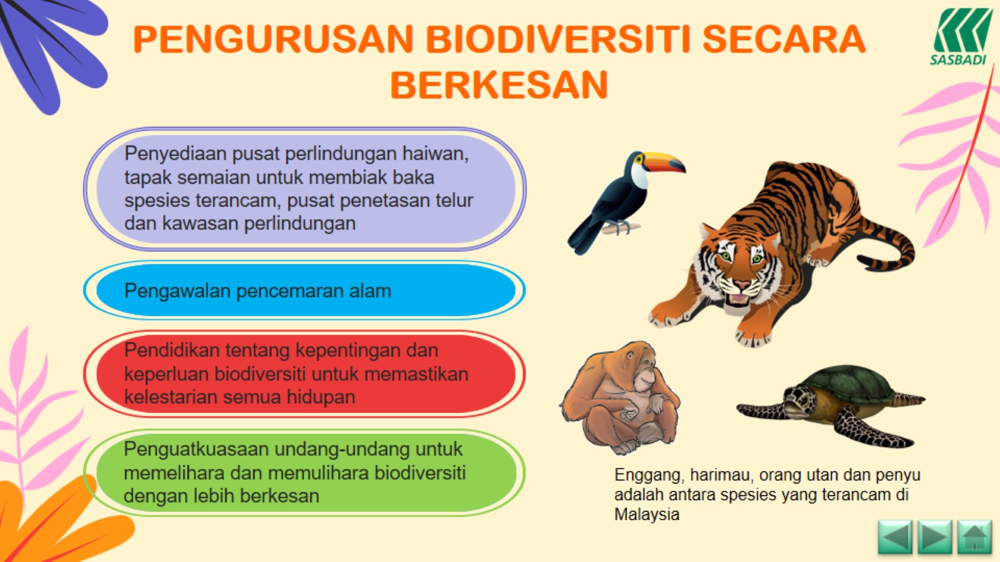 PENGURUSAN BIODIVERSITI SECARA
BERKESAN
SASBADI
Penyediaan pusat perlindungan haiwan,
tapak semaian untuk membiak baka
spesies terancam, pusat penetasan telur
dan kawasan perlindungan
Pengawalan pencemaran alam
Pendidikan tentang kepentingan dan
keperluan biodiversiti untuk memastikan
kelestarian semua hidupan
Penguatkuasaan undang-undang untuk
memelihara dan memulihara biodiversiti
dengan lebih berkesan
Enggang, harimau, orang utan dan penyu
adalah antara spesies yang terancam di
Malaysia